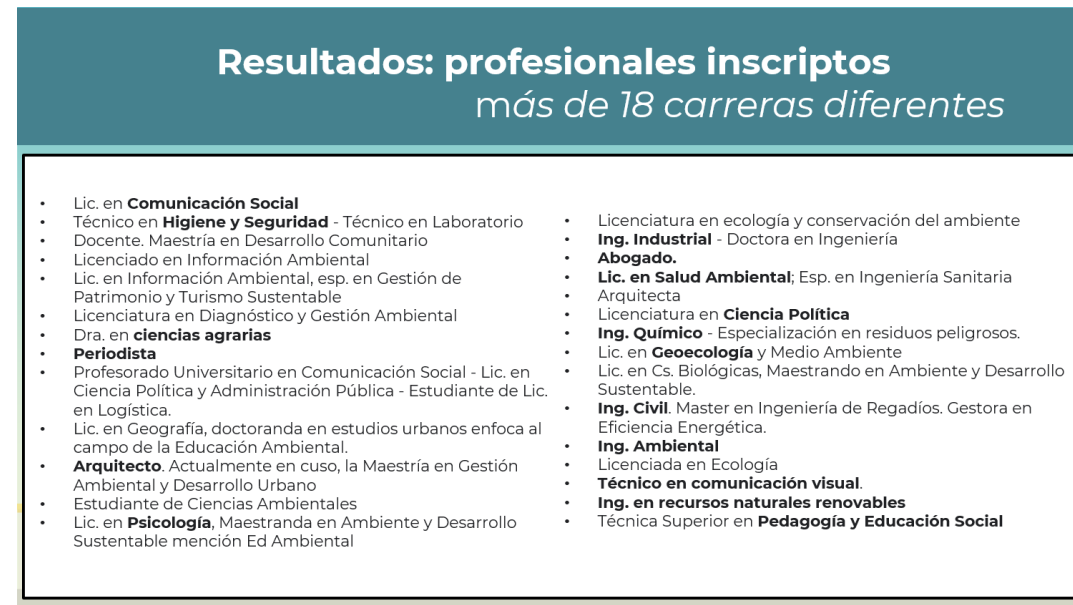 Resultados: profesionales inscriptos
más de 18 carreras diferentes
• Lic. en Comunicación Social
• Técnico en Higiene y Seguridad - Técnico en Laboratorio
• Docente. Maestría en Desarrollo Comunitario
• Licenciado en Información Ambiental
• Lic. en Información Ambiental, esp. en Gestión de
Patrimonio y Turismo Sustentable
• Licenciatura en Diagnóstico y Gestión Ambiental
• Dra. en ciencias agrarias
• Periodista
• Profesorado Universitario en Comunicación Social - Lic. en
Ciencia Política y Administración Pública - Estudiante de Lic.
en Logística.
• Lic. en Geografía, doctoranda en estudios urbanos enfoca al
campo de la Educación Ambiental.
• Arquitecto. Actualmente en cuso, la Maestría en Gestión
Ambiental y Desarrollo Urbano
• Estudiante de Ciencias Ambientales
• Lic. en Psicología, Maestranda en Ambiente y Desarrollo
Sustentable mención Ed Ambiental
• Licenciatura en ecología y conservación del ambiente
• Ing. Industrial - Doctora en Ingeniería
• Abogado.
• Lic. en Salud Ambiental; Esp. en Ingeniería Sanitaria
• Arquitecta
• Licenciatura en Ciencia Política
• Ing. Químico - Especialización en residuos peligrosos.
• Lic. en Geoecología y Medio Ambiente
• Lic. en Cs. Biológicas, Maestrando en Ambiente y Desarrollo
Sustentable.
• Ing. Civil. Master en Ingeniería de Regadíos. Gestora en
Eficiencia Energética.
• Ing. Ambiental
• Licenciada en Ecología
• Técnico en comunicación visual.
• Ing. en recursos naturales renovables
• Técnica Superior en Pedagogía y Educación Social